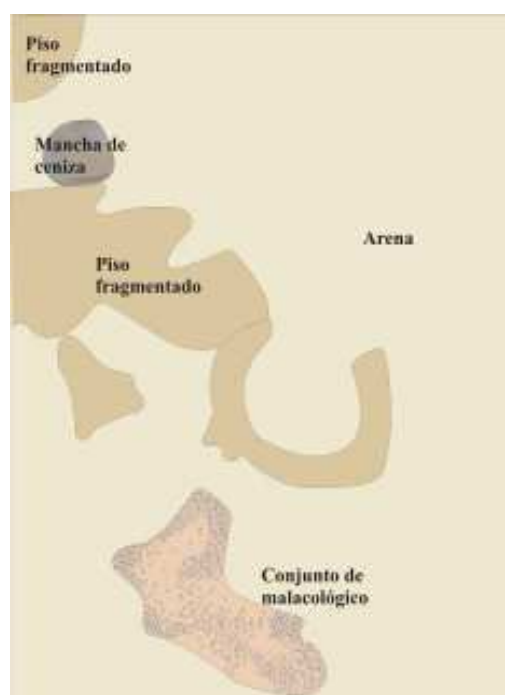 Piso
fragmentado
Mancha de
ceniza
Arena
Piso
fragmentado
Conjunto de
malacológico